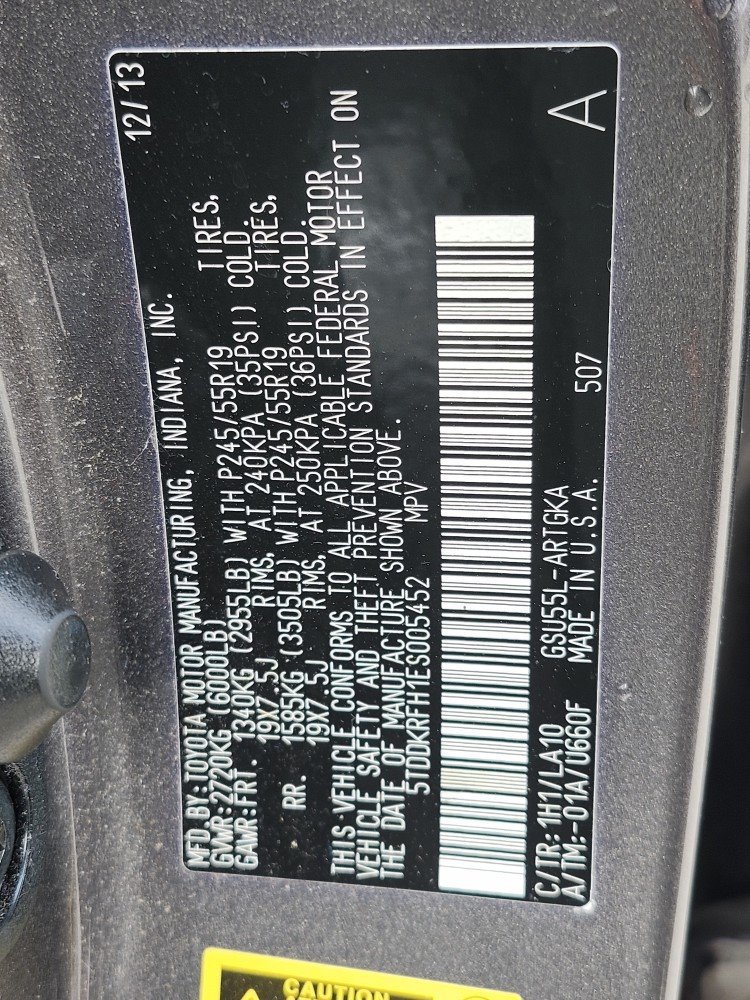 MFD.BY:TOYOTA MOTOR MANUFACTURING, INDIANA, INC. 12/13
GVWR:2720KG(6000LB)
GAWR:FRT. 1340KG (2955LB) WITH P245/55R19 TIRES,
19X7.5J RIMS, AT 240KPA (35PSI) COLD.
RR. 1585KG (3505LB) WITH P245/55R19 TIRES,
19X7.5J RIMS, AT 250KPA (36PSI) COLD.
THIS VEHICLE CONFORMS TO ALL APPLICABLE FEDERAL MOTOR
VEHICLE SAFETY AND THEFT PREVENTION STANDARDS IN EFFECT ON
THE DATE OF MANUFACTURE SHOWN ABOVE.
5TDDKRFH1ES005452 MPV
C/TR: 1H1/LA10 GSU55L-ARTGKA
A/TM:-01A/U660F MADE IN U.S.A. 507 A
CAUTION